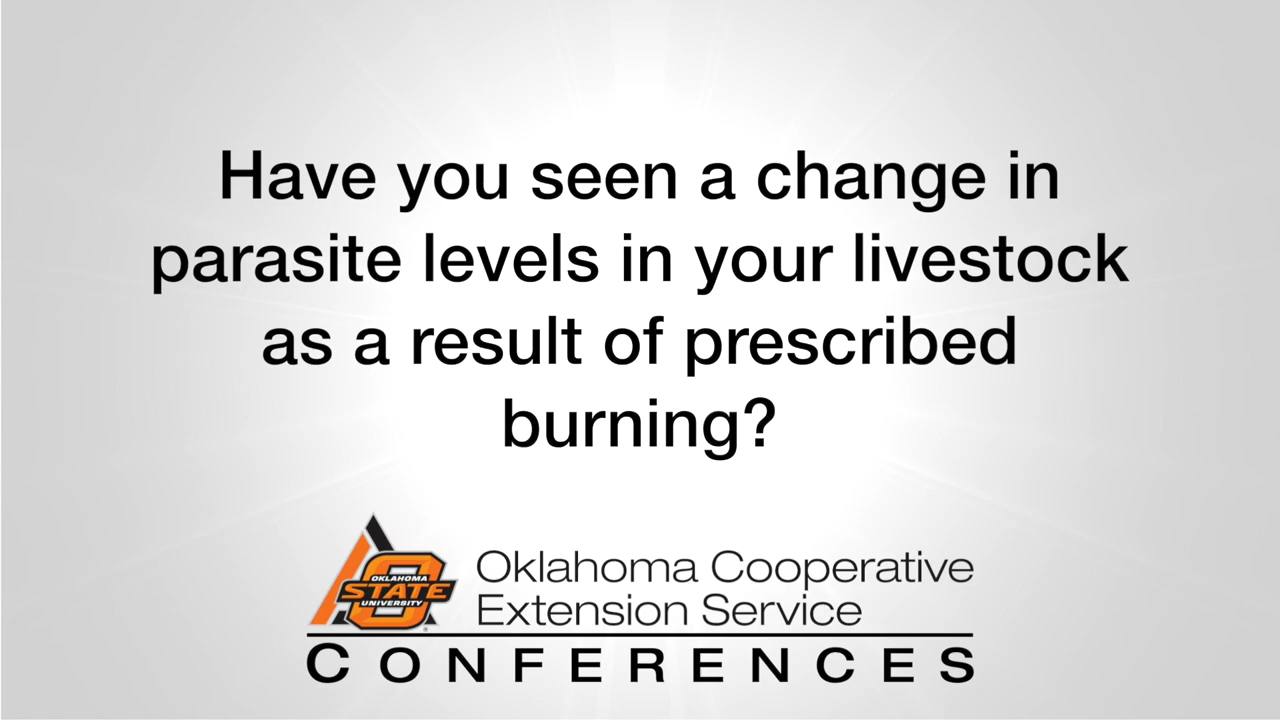 Have you seen a change in
parasite levels in your livestock
as a result of prescribed
burning?
OKLAHOMA
STATE
UNIVERSITY
Oklahoma Cooperative
Extension Service
CONFERENCES